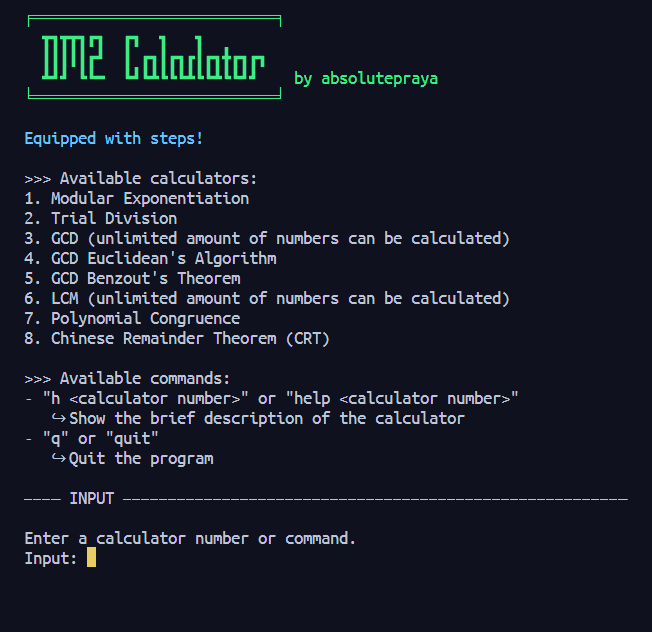 DM2 Calculator
by absolutepraya
Equipped with steps!
>>> Available calculators:
1. Modular Exponentiation
2. Trial Division
3. GCD (unlimited amount of numbers can be calculated)
4. GCD Euclidean's Algorithm
5. GCD Benzout's Theorem
6. LCM (unlimited amount of numbers can be calculated)
7. Polynomial Congruence
8. Chinese Remainder Theorem (CRT)
>>> Available commands:
- "h <calculator number>" or "help <calculator number>"
↪Show the brief description of the calculator
- "q" or "quit"
↪Quit the program
———— INPUT ————————————————————————————————————————————————————————
Enter a calculator number or command.
Input: